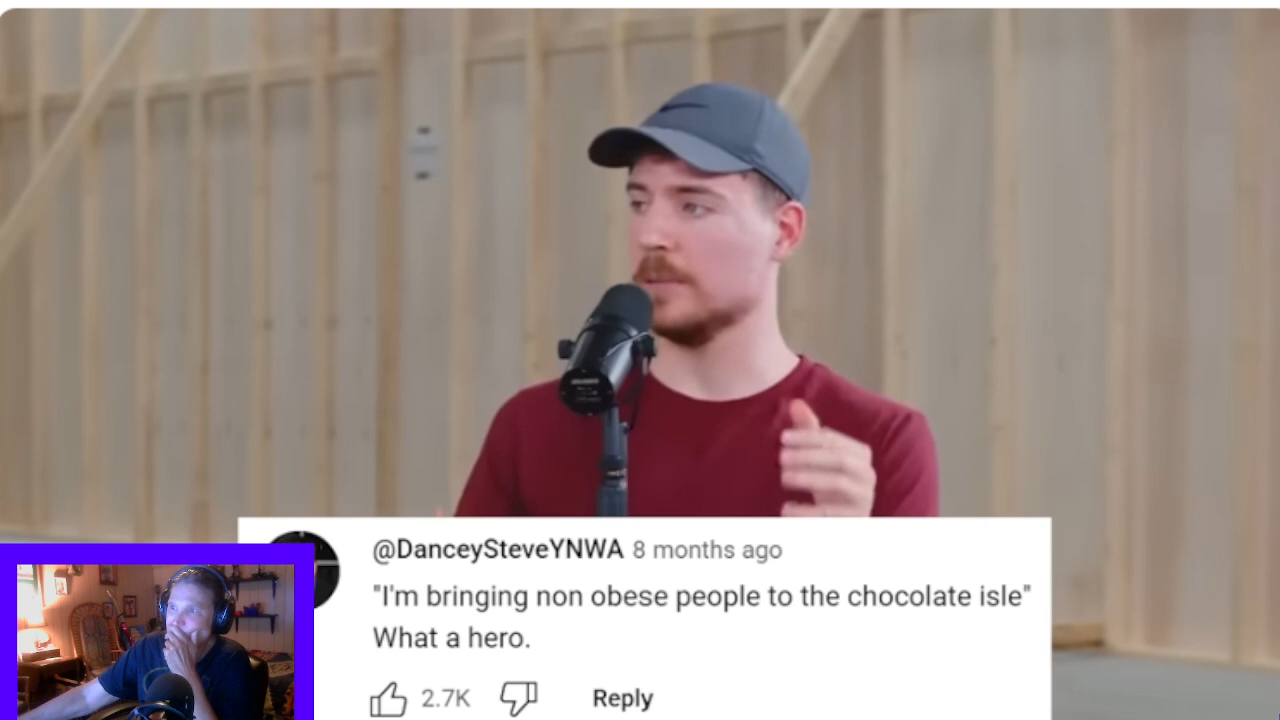 @DanceySteveYNWA 8 months ago
"I'm bringing non obese people to the chocolate isle"
What a hero.
2.7K Reply